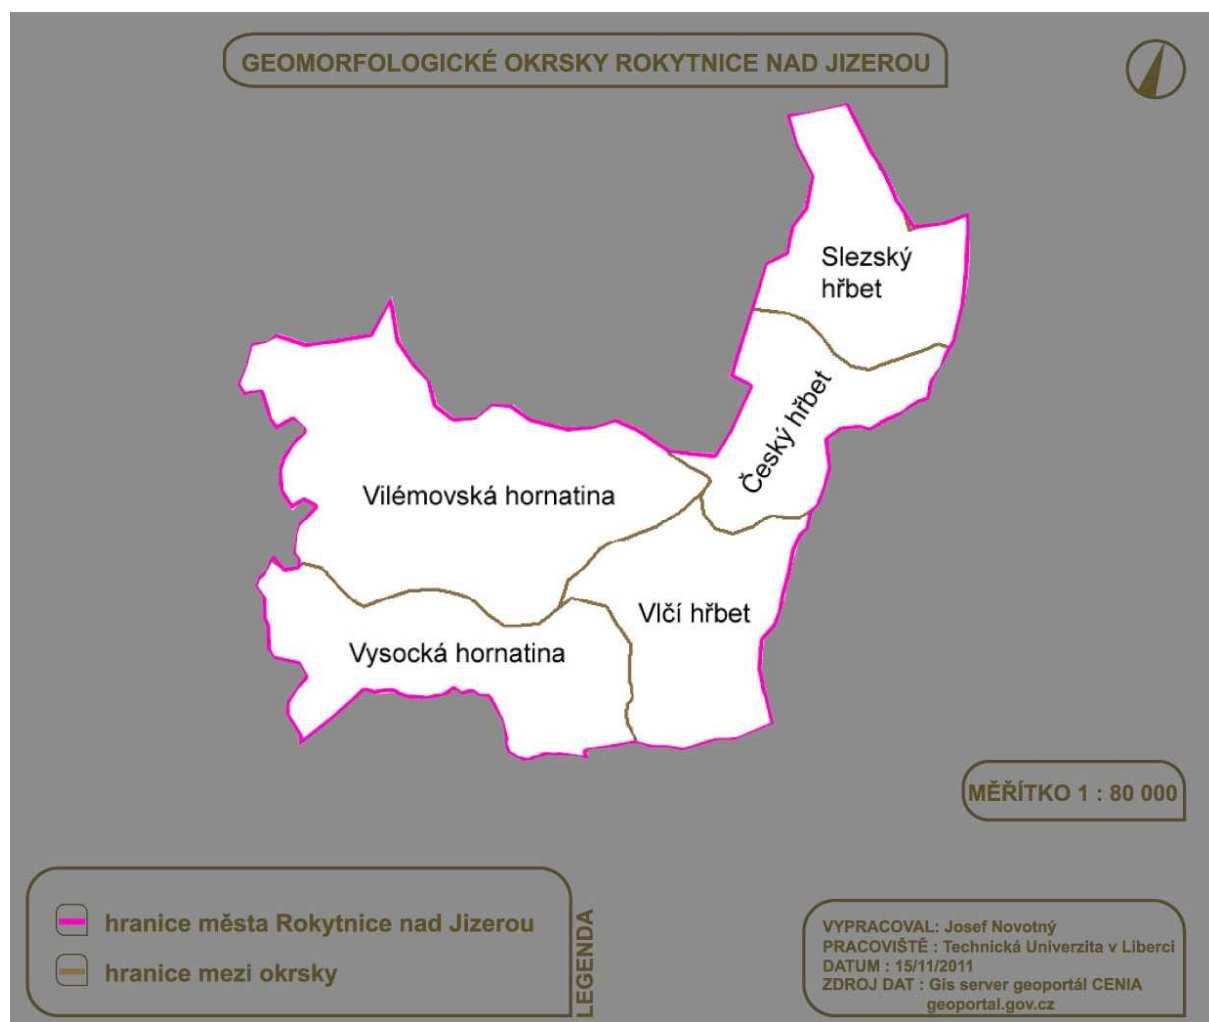 GEOMORFOLOGICKÉ OKRSKY ROKYTNICE NAD JIZEROU
Slezský
hřbet
Český hřbet
Vilémovská hornatina
Vlčí hřbet
Vysocká hornatina
MĚŘÍTKO 1 : 80 000
hranice města Rokytnice nad Jizerou
hranice mezi okrsky
LEGENDA
VYPRACOVAL: Josef Novotný
PRACOVIŠTĚ : Technická Univerzita v Liberci
DATUM : 15/11/2011
ZDROJ DAT : Gis server geoportál CENIA
geoportal.gov.cz